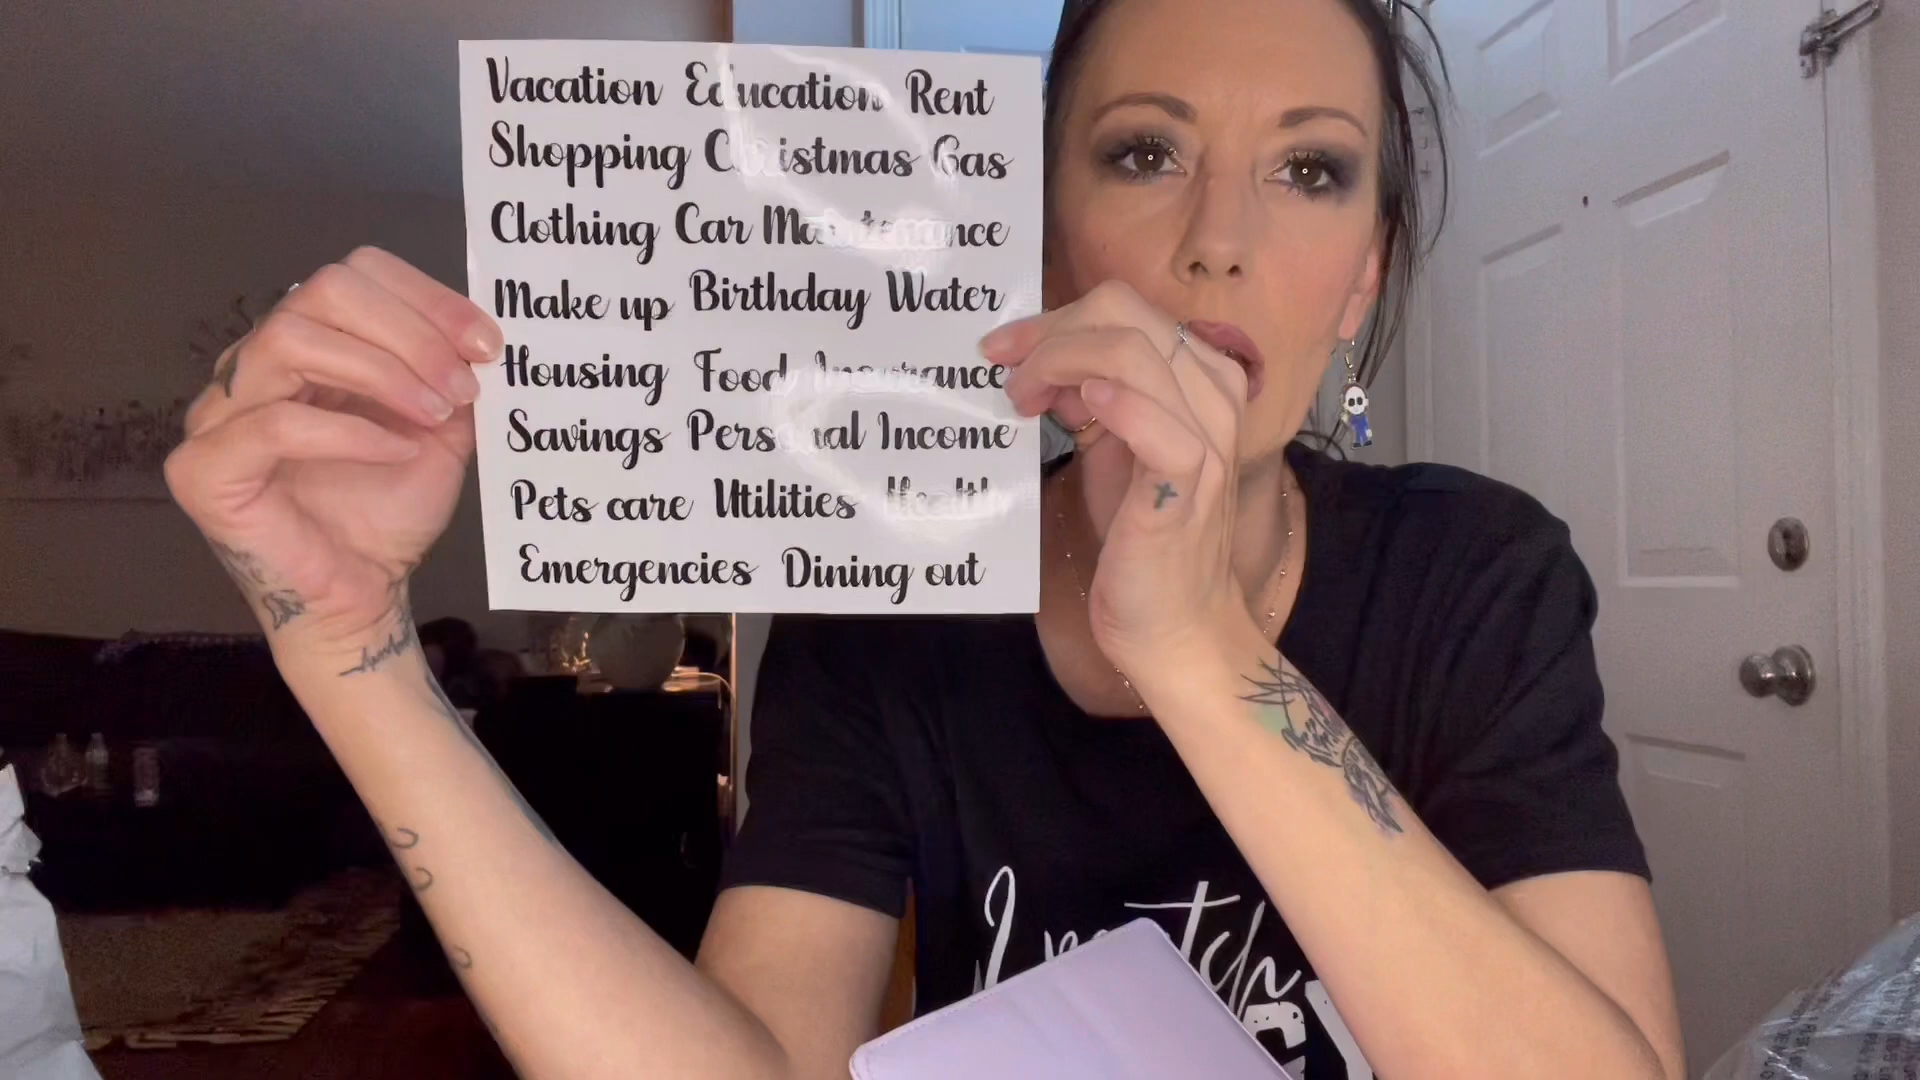 Vacation Education Rent
Shopping Christmas Gas
Clothing Car Maintenance
Make up Birthday Water
Housing Food Insurance
Savings Personal Income
Pets care Utilities Health
Emergencies Dining out
I watch